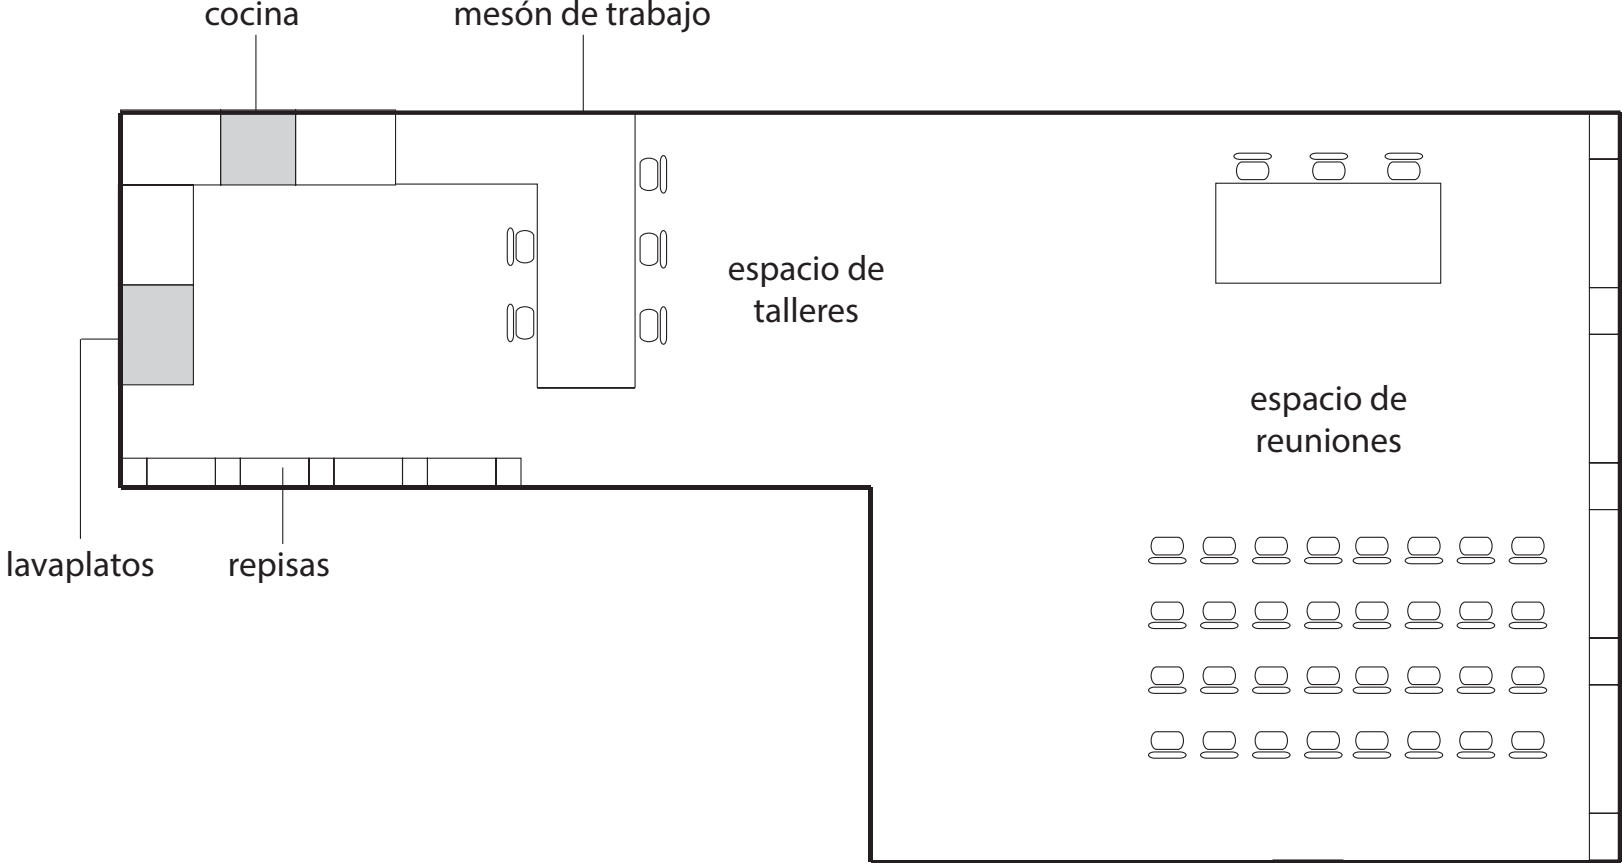 cocina
mesón de trabajo
espacio de
talleres
espacio de
reuniones
lavaplatos
repisas